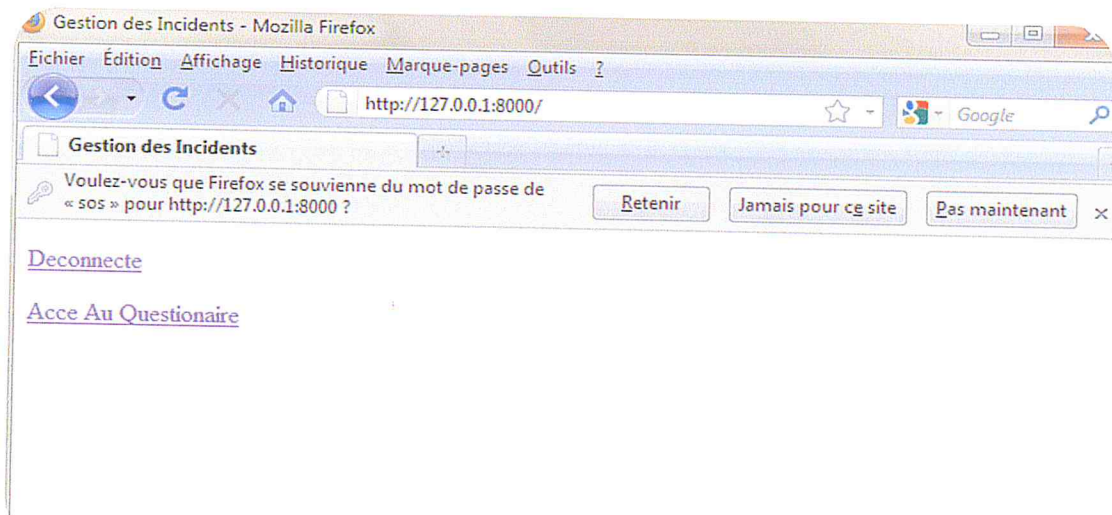 Gestion des Incidents - Mozilla Firefox
Fichier Édition Affichage Historique Marque-pages Outils ?
http://127.0.0.1:8000/
Google
Gestion des Incidents
Voulez-vous que Firefox se souvienne du mot de passe de
« sos » pour http://127.0.0.1:8000 ?
Retenir
Jamais pour ce site
Pas maintenant
Deconnecte
Acce Au Questionaire